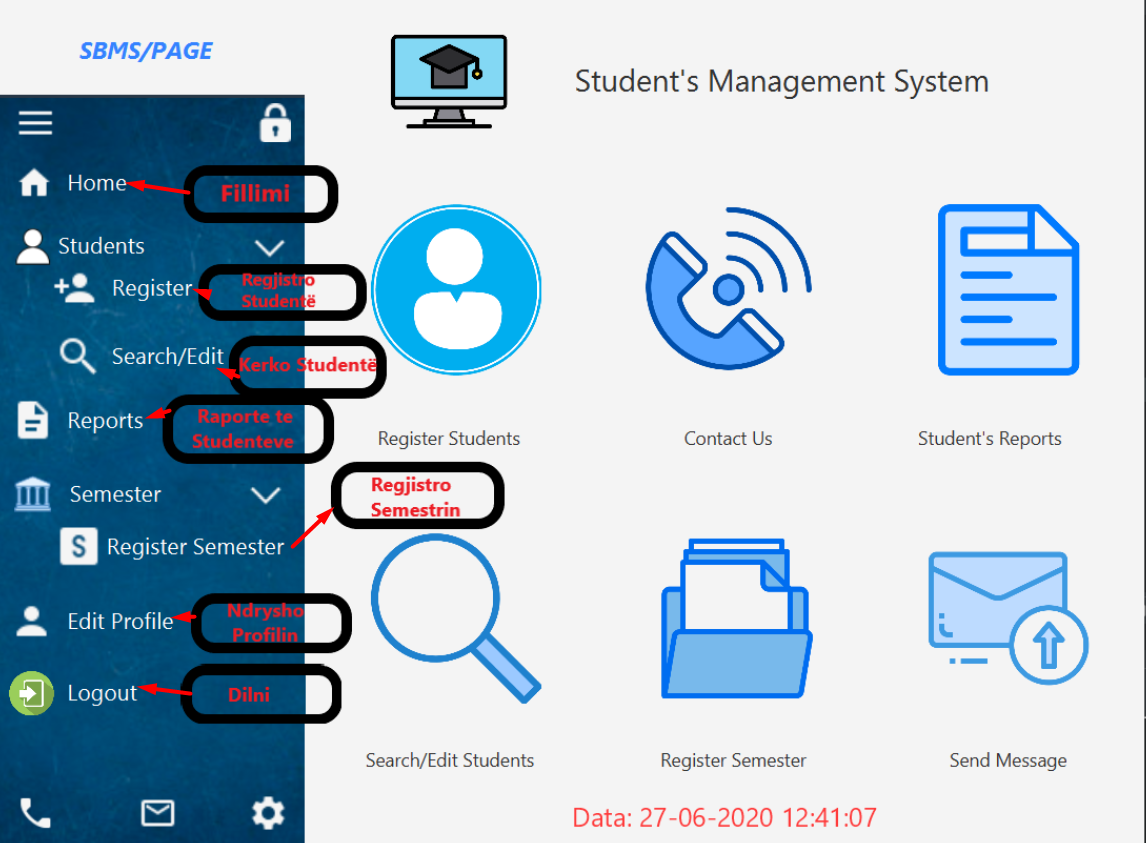 SBMS/PAGE
Student's Management System
Home
Fillimi
Students
Register
Regjistro
Studentë
Search/Edit
Kerko Studentë
Reports
Raporte te
Studenteve
Semester
Regjistro
Semestrin
S
Register Semester
Edit Profile
Ndrysho
Profilin
Logout
Dilni
Register Students
Contact Us
Student's Reports
Search/Edit Students
Register Semester
Send Message
Data: 27-06-2020 12:41:07